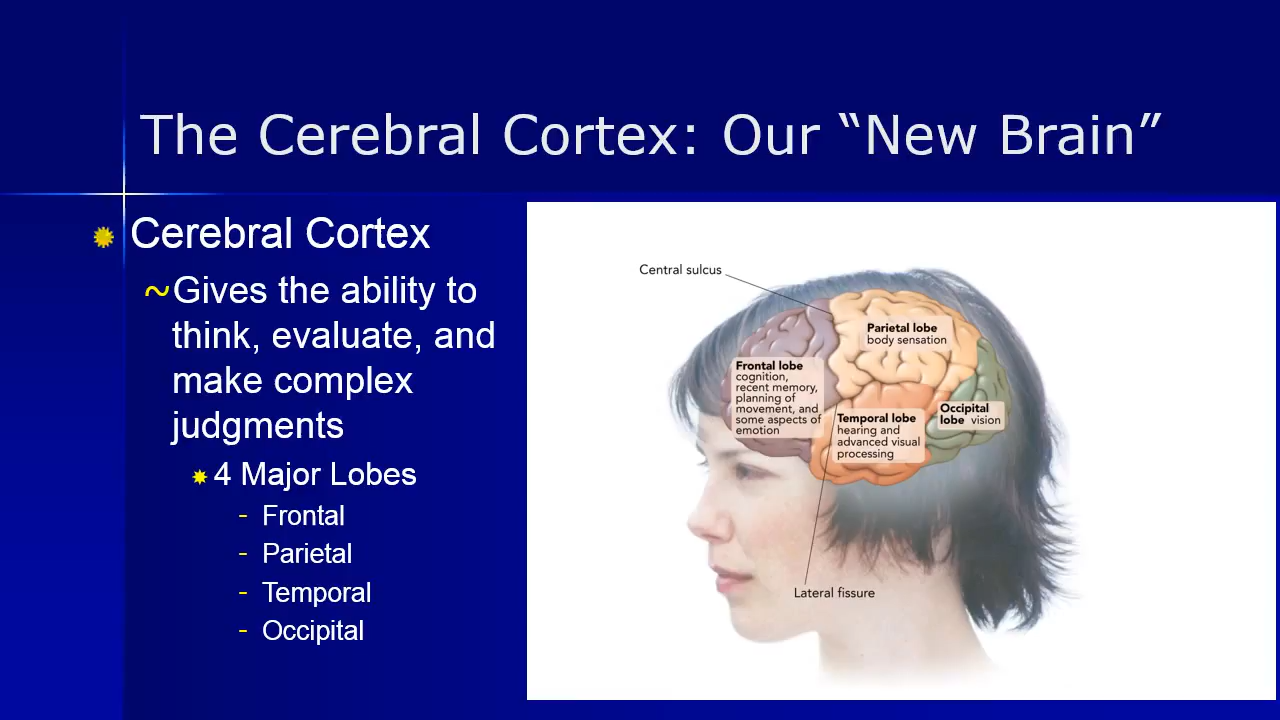 The Cerebral Cortex: Our “New Brain”
Cerebral Cortex
~Gives the ability to
think, evaluate, and
make complex
judgments
4 Major Lobes
- Frontal
- Parietal
- Temporal
- Occipital
Central sulcus
Parietal lobe
body sensation
Frontal lobe
cognition,
recent memory,
planning of
movement, and
some aspects of
emotion
Temporal lobe
hearing and
advanced visual
processing
Occipital
lobe vision
Lateral fissure